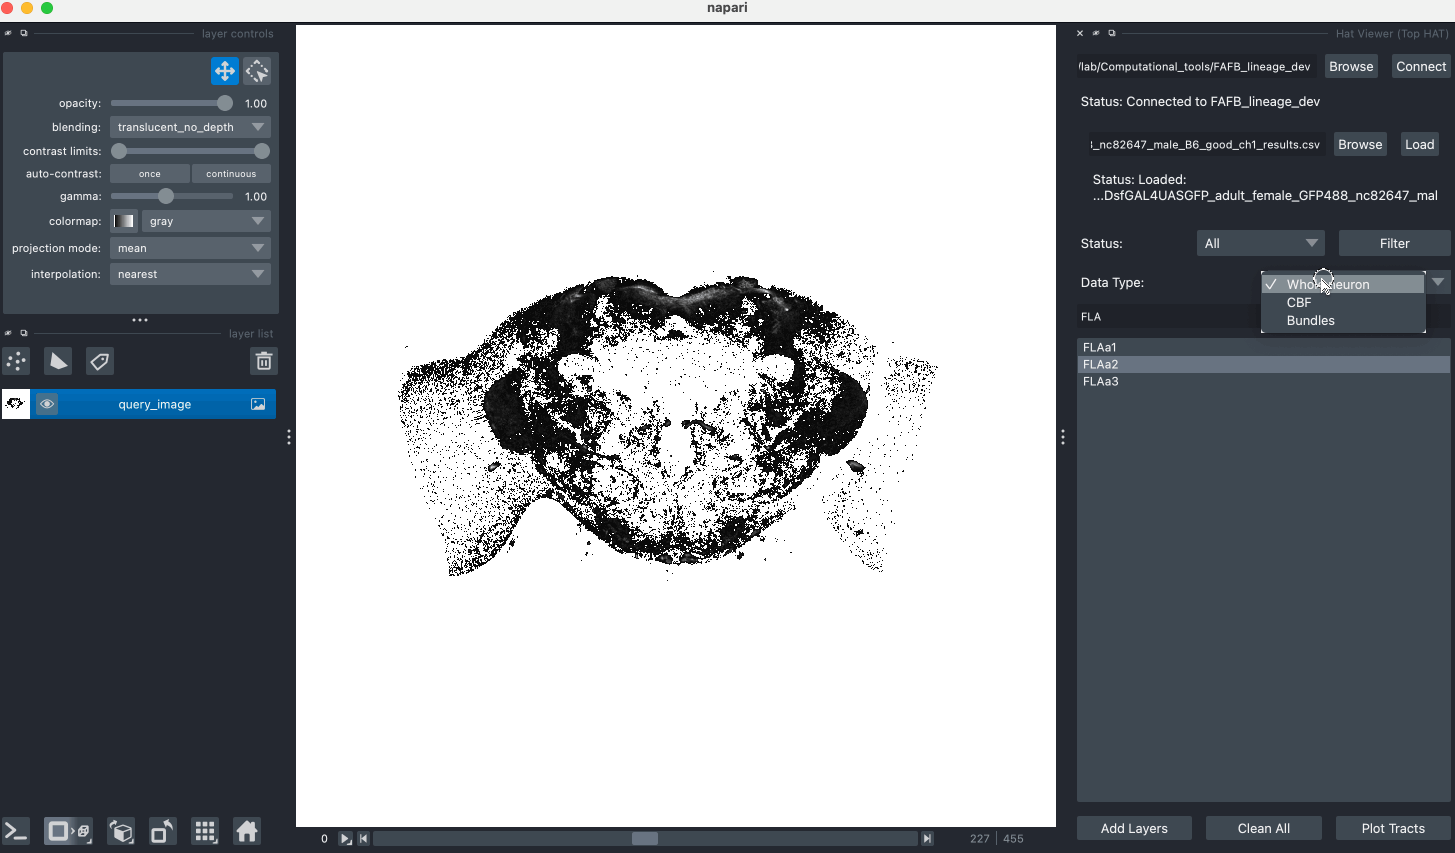 napari
layer controls
opacity: 1.00
blending: translucent_no_depth
contrast limits:
auto-contrast: once continuous
gamma: 1.00
colormap: gray
projection mode: mean
interpolation: nearest
layer list
query_image
0
227 | 455
Hat Viewer (Top HAT)
/lab/Computational_tools/FAFB_lineage_dev Browse Connect
Status: Connected to FAFB_lineage_dev
_nc82647_male_B6_good_ch1_results.csv Browse Load
Status: Loaded:
...DsfGAL4UASGFP_adult_female_GFP488_nc82647_mal
Status: All Filter
Data Type:
CBF
Bundles
FLA
FLAa1
FLAa2
FLAa3
Add Layers Clean All Plot Tracts